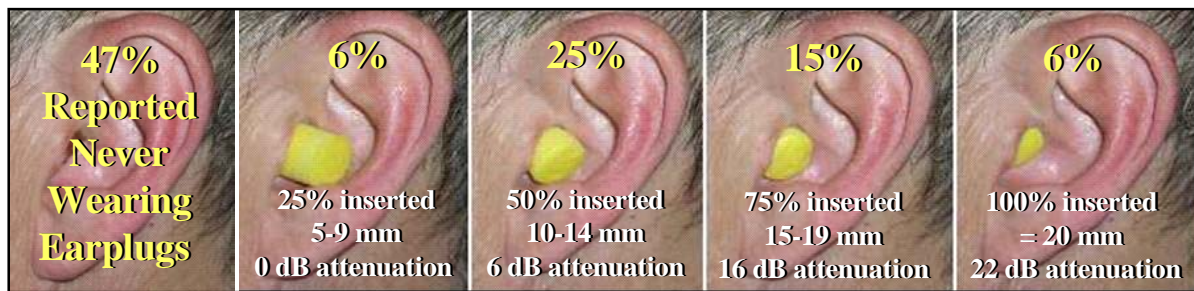 47%
Reported
Never
Wearing
Earplugs
6%
25% inserted
5-9 mm
0 dB attenuation
25%
50% inserted
10-14 mm
6 dB attenuation
15%
75% inserted
15-19 mm
16 dB attenuation
6%
100% inserted
= 20 mm
22 dB attenuation